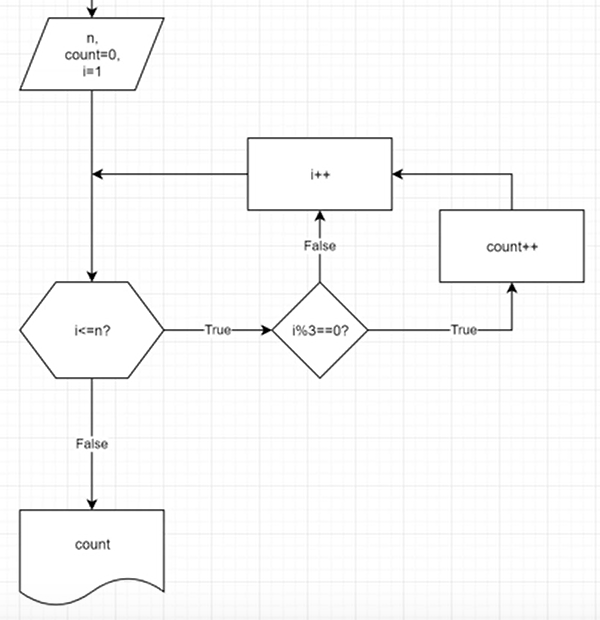 n,
count=0,
i=1
i++
False
count++
i<=n?
True
i%3==0?
True
False
count